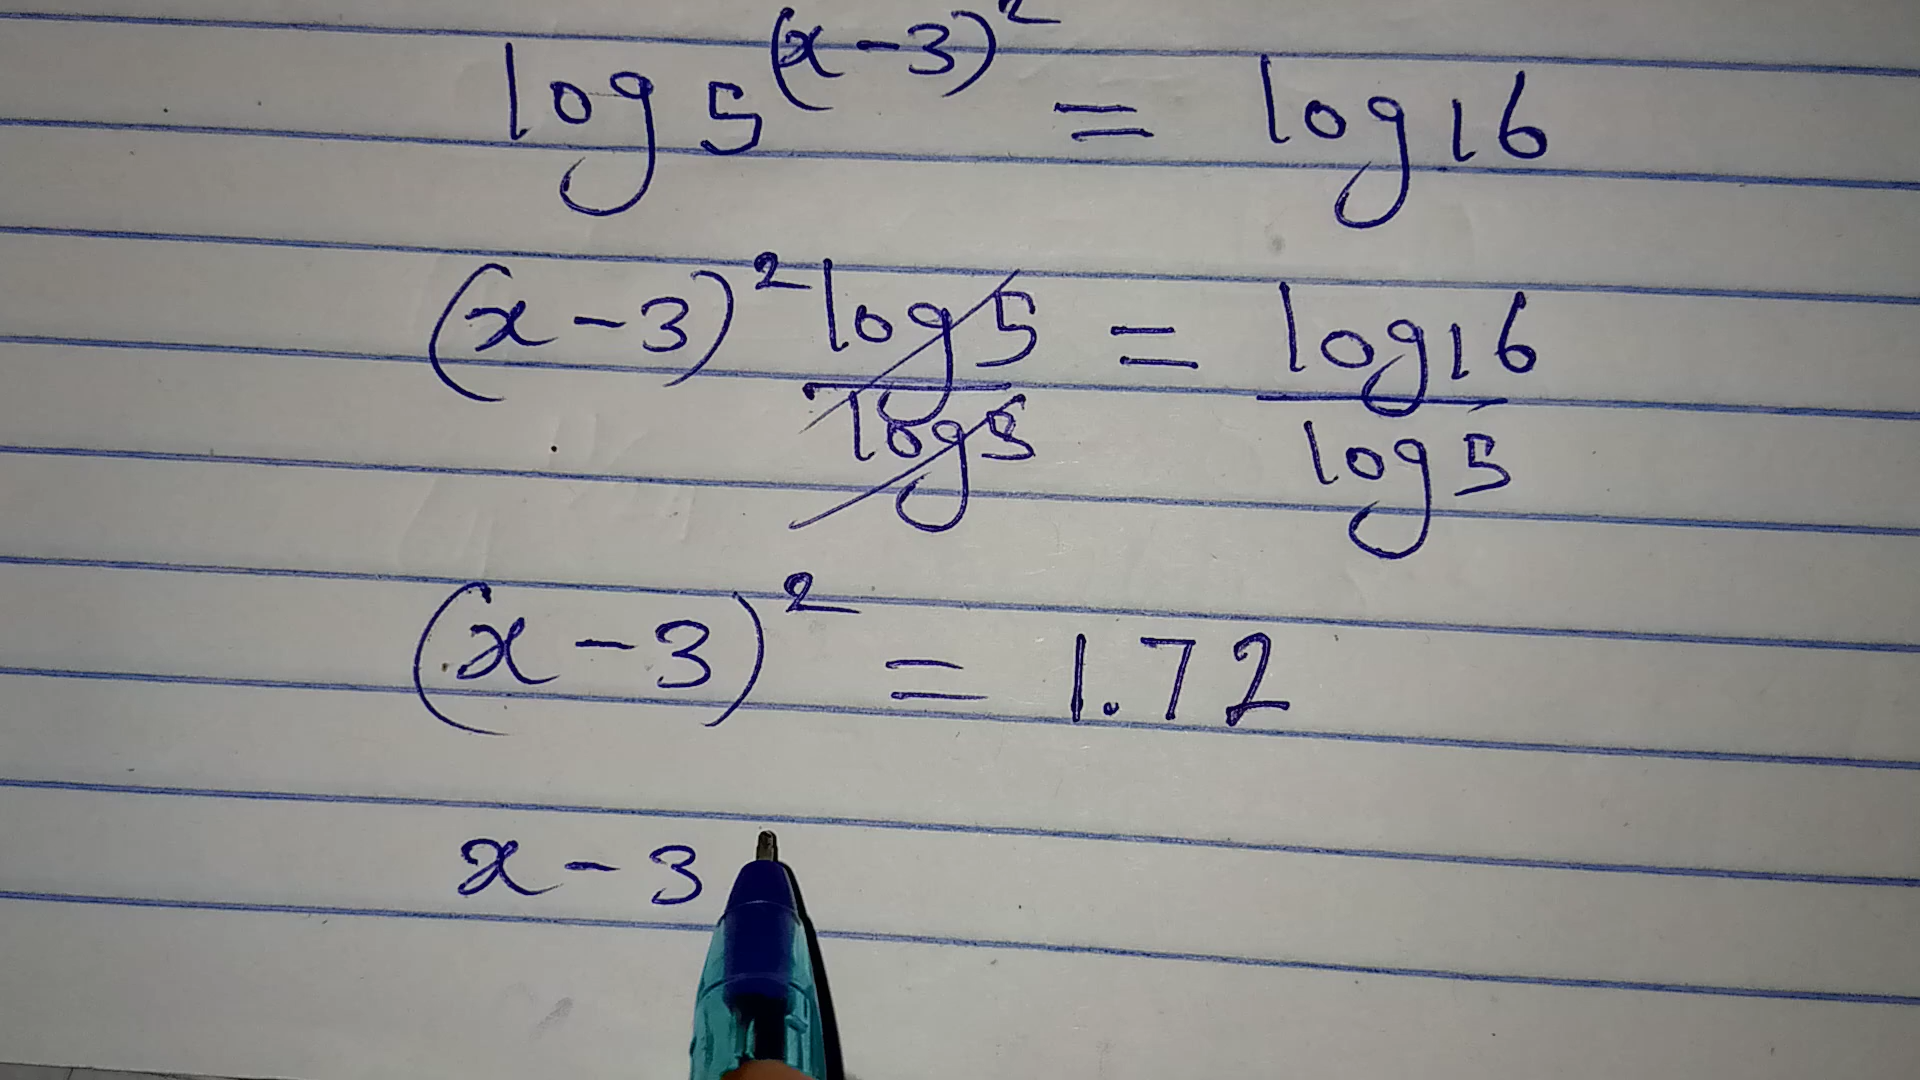 log 5^(x-3)^2 = log 16
(x-3)^2 log 5 / log 5 = log 16 / log 5
(x-3)^2 = 1.72
x-3